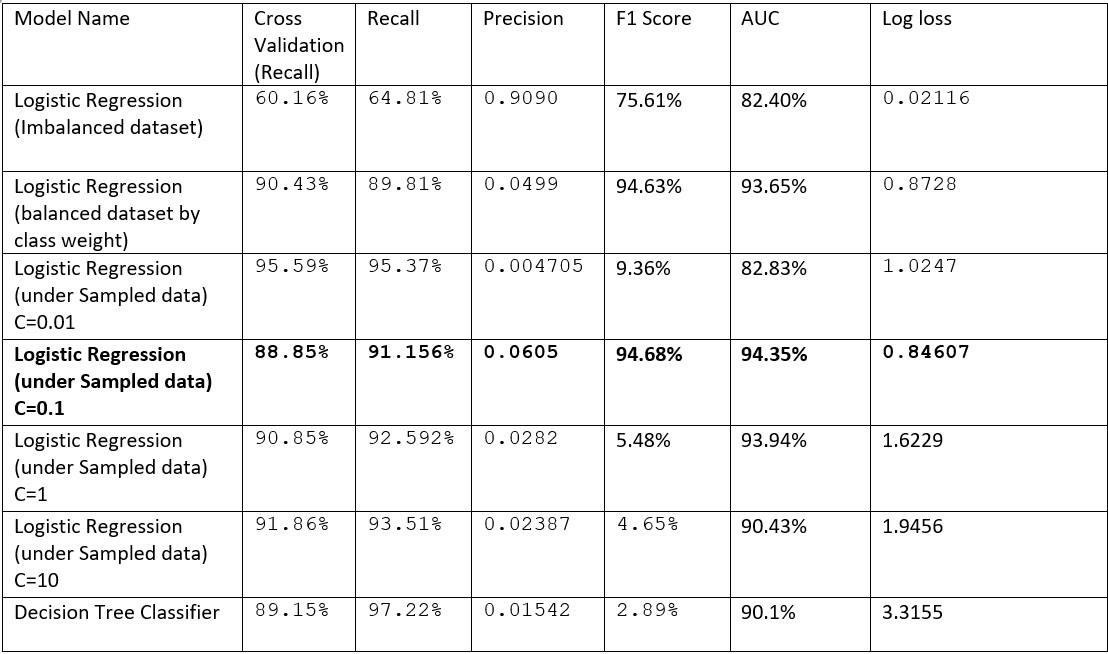 Model Name Cross Recall Precision F1 Score AUC Log loss
Validation
(Recall)
Logistic Regression 60.16% 64.81% 0.9090 75.61% 82.40% 0.02116
(Imbalanced dataset)
Logistic Regression 90.43% 89.81% 0.0499 94.63% 93.65% 0.8728
(balanced dataset by
class weight)
Logistic Regression 95.59% 95.37% 0.004705 9.36% 82.83% 1.0247
(under Sampled data)
C=0.01
Logistic Regression 88.85% 91.156% 0.0605 94.68% 94.35% 0.84607
(under Sampled data)
C=0.1
Logistic Regression 90.85% 92.592% 0.0282 5.48% 93.94% 1.6229
(under Sampled data)
C=1
Logistic Regression 91.86% 93.51% 0.02387 4.65% 90.43% 1.9456
(under Sampled data)
C=10
Decision Tree Classifier 89.15% 97.22% 0.01542 2.89% 90.1% 3.3155